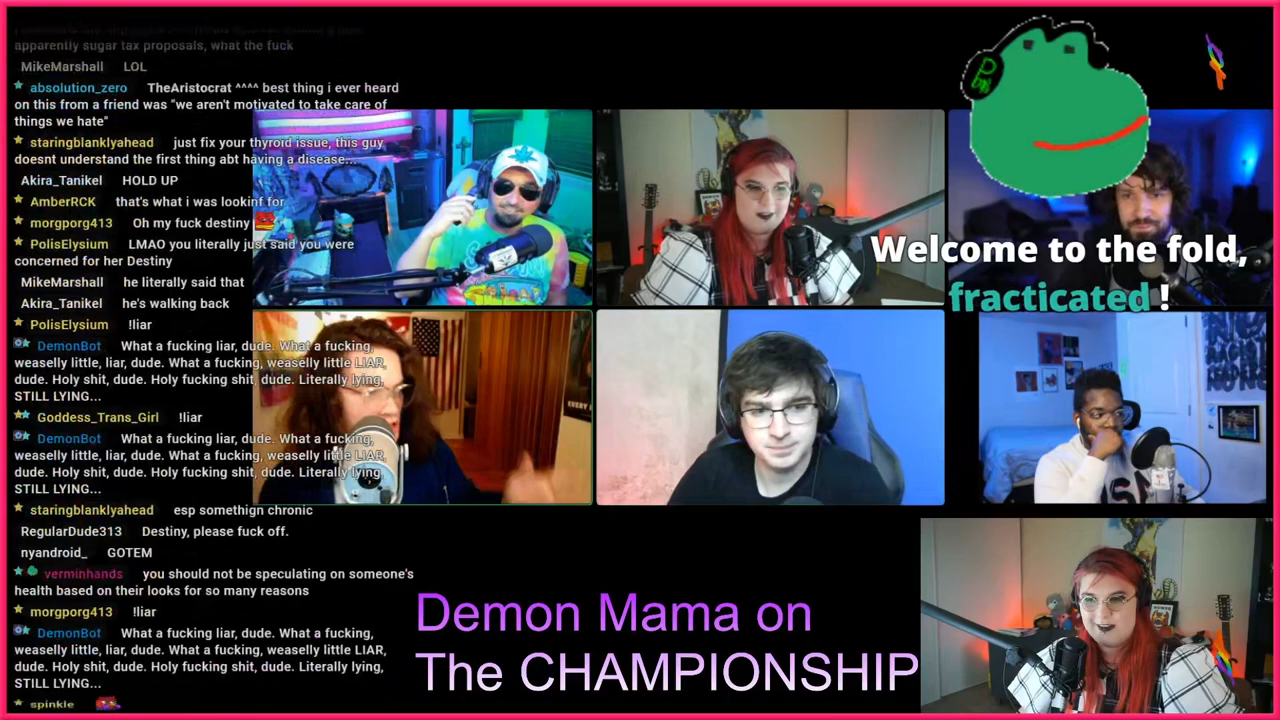 apparently sugar tax proposals, what the fuck
MikeMarshall LOL
absolution_zero TheAristocrat ^^^^ best thing i ever heard
on this from a friend was "we aren't motivated to take care of
things we hate"
staringblanklyahead just fix your thyroid issue, this guy
doesnt understand the first thing abt having a disease...
Akira_Tanikel HOLD UP
AmberRCK that's what i was lookinf for
morgporg413 Oh my fuck destiny
PolisElysium LMAO you literally just said you were
concerned for her Destiny
MikeMarshall he literally said that
Akira_Tanikel he's walking back
PolisElysium !liar
DemonBot What a fucking liar, dude. What a fucking,
weaselly little, liar, dude. What a fucking, weaselly little LIAR,
dude. Holy shit, dude. Holy fucking shit, dude. Literally lying,
STILL LYING...
Goddess_Trans_Girl !liar
DemonBot What a fucking liar, dude. What a fucking,
weaselly little, liar, dude. What a fucking, weaselly little LIAR,
dude. Holy shit, dude. Holy fucking shit, dude. Literally lying,
STILL LYING...
staringblanklyahead esp somethign chronic
RegularDude313 Destiny, please fuck off.
nyandroid_ GOTEM
verminhands you should not be speculating on someone's
health based on their looks for so many reasons
morgporg413 !liar
DemonBot What a fucking liar, dude. What a fucking,
weaselly little, liar, dude. What a fucking, weaselly little LIAR,
dude. Holy shit, dude. Holy fucking shit, dude. Literally lying,
STILL LYING...
spinkle
Welcome to the fold,
fracticated !
Demon Mama on
The CHAMPIONSHIP